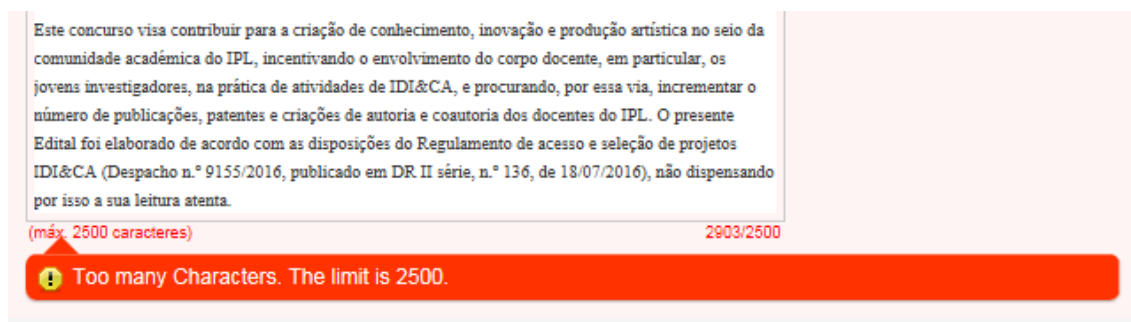 Este concurso visa contribuir para a criação de conhecimento, inovação e produção artística no seio da
comunidade académica do IPL, incentivando o envolvimento do corpo docente, em particular, os
jovens investigadores, na prática de atividades de IDI&CA, e procurando, por essa via, incrementar o
número de publicações, patentes e criações de autoria e coautoria dos docentes do IPL. O presente
Edital foi elaborado de acordo com as disposições do Regulamento de acesso e seleção de projetos
IDI&CA (Despacho n.º 9155/2016, publicado em DR II série, n.º 136, de 18/07/2016), não dispensando
por isso a sua leitura atenta.
(máx. 2500 caracteres) 2903/2500
Too many Characters. The limit is 2500.